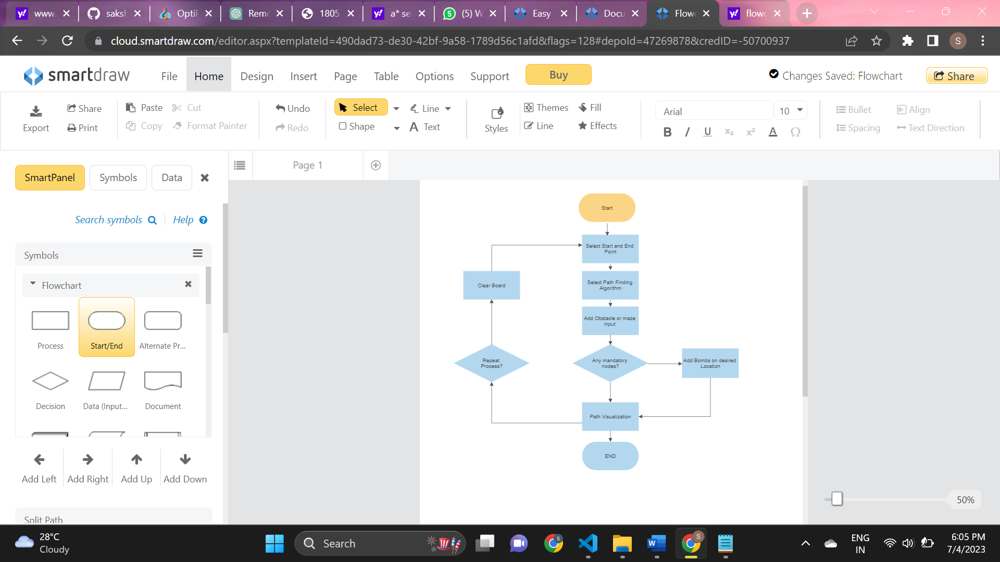 www.
saksh
OptiF
Remo
1805
a* sea
(5) W
Easy
Docu
Flowc
flowc
cloud.smartdraw.com/editor.aspx?templateId=490dad73-de30-42bf-9a58-1789d56c1afd&flags=128#depoId=47269878&credID=-50700937
S
smartdraw
File
Home
Design
Insert
Page
Table
Options
Support
Buy
Changes Saved: Flowchart
Share
Export
Share
Print
Paste
Cut
Copy
Format Painter
Undo
Redo
Select
Line
Shape
A Text
Styles
Themes
Fill
Line
Effects
Arial
10
B I U x₂ x² A Ω
Bullet
Align
Spacing
Text Direction
SmartPanel
Symbols
Data
Page 1
Search symbols
Help
Symbols
Flowchart
Process
Start/End
Alternate Pr...
Decision
Data (Input...
Document
Add Left
Add Right
Add Up
Add Down
Split Path
Start
Select Start and End
Point
Clear Board
Select Path Finding
Algorithm
Add Obstacle or maze
input
Repeat
Process?
Any mandatory
nodes?
Add Bombs on desired
Location
Path Visualization
END
50%
28°C
Cloudy
Search
ENG
IN
6:05 PM
7/4/2023